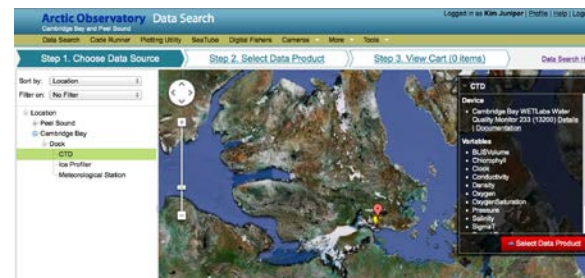 Arctic Observatory Data Search
Logged in as Kim Juniper | Profile | Help | Log
Cambridge Bay and Peel Sound
Data Search Code Runner Plotting Utility SeaTube Digital Fishers Cameras More Tools
Step 1. Choose Data Source
Step 2. Select Data Product
Step 3. View Cart (0 items)
Data Search H
Sort by: Location
Filter on: No Filter
Location
Peel Sound
Cambridge Bay
Dock
CTD
Ice Profiler
Meteorological Station
CTD
Device
Cambridge Bay WETLabs Water
Quality Monitor 233 (13200) Details
| Documentation
Variables
Chlorophyll
Clock
Conductivity
Density
Oxygen
OxygenSaturation
Pressure
Salinity
SigmaT
Select Data Product